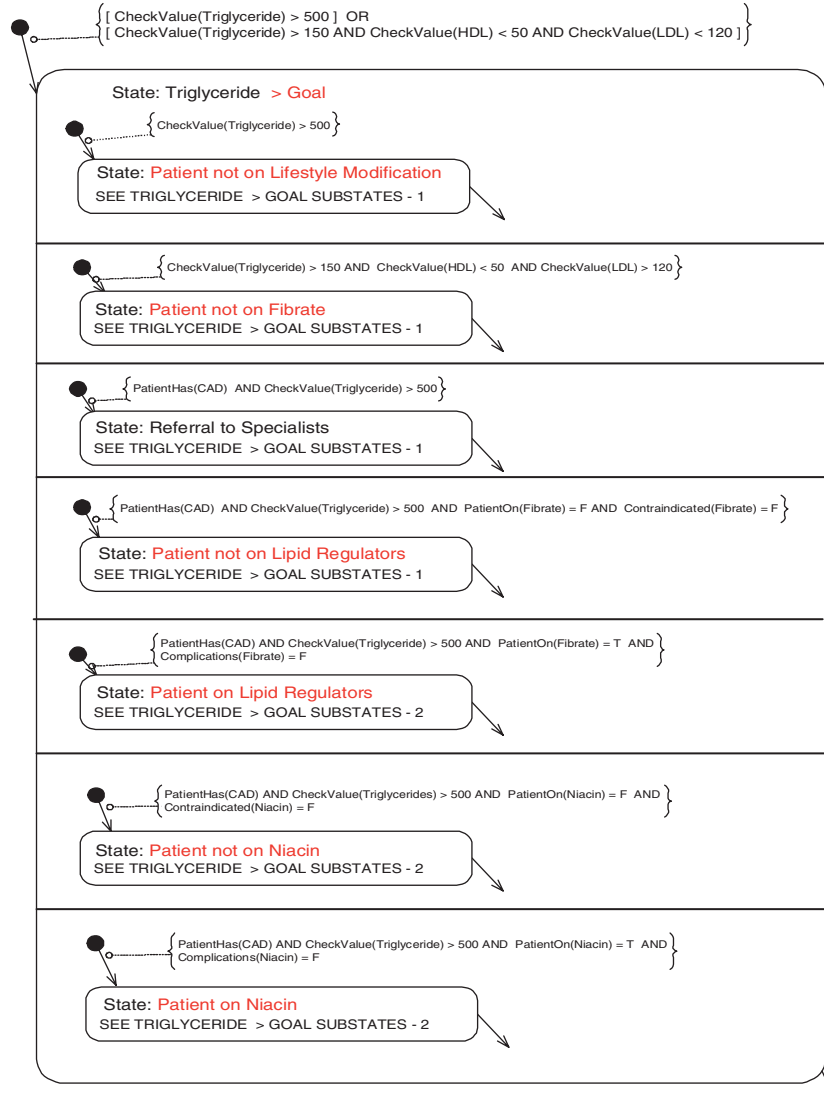 [ CheckValue(Triglyceride) > 500 ] OR
[ CheckValue(Triglyceride) > 150 AND CheckValue(HDL) < 50 AND CheckValue(LDL) < 120 ]
State: Triglyceride > Goal
CheckValue(Triglyceride) > 500
State: Patient not on Lifestyle Modification
SEE TRIGLYCERIDE > GOAL SUBSTATES - 1
CheckValue(Triglyceride) > 150 AND CheckValue(HDL) < 50 AND CheckValue(LDL) > 120
State: Patient not on Fibrate
SEE TRIGLYCERIDE > GOAL SUBSTATES - 1
PatientHas(CAD) AND CheckValue(Triglyceride) > 500
State: Referral to Specialists
SEE TRIGLYCERIDE > GOAL SUBSTATES - 1
PatientHas(CAD) AND CheckValue(Triglyceride) > 500 AND PatientOn(Fibrate) = F AND Contraindicated(Fibrate) = F
State: Patient not on Lipid Regulators
SEE TRIGLYCERIDE > GOAL SUBSTATES - 1
PatientHas(CAD) AND CheckValue(Triglyceride) > 500 AND PatientOn(Fibrate) = T AND
Complications(Fibrate) = F
State: Patient on Lipid Regulators
SEE TRIGLYCERIDE > GOAL SUBSTATES - 2
PatientHas(CAD) AND CheckValue(Triglycerides) > 500 AND PatientOn(Niacin) = F AND
Contraindicated(Niacin) = F
State: Patient not on Niacin
SEE TRIGLYCERIDE > GOAL SUBSTATES - 2
PatientHas(CAD) AND CheckValue(Triglyceride) > 500 AND PatientOn(Niacin) = T AND
Complications(Niacin) = F
State: Patient on Niacin
SEE TRIGLYCERIDE > GOAL SUBSTATES - 2